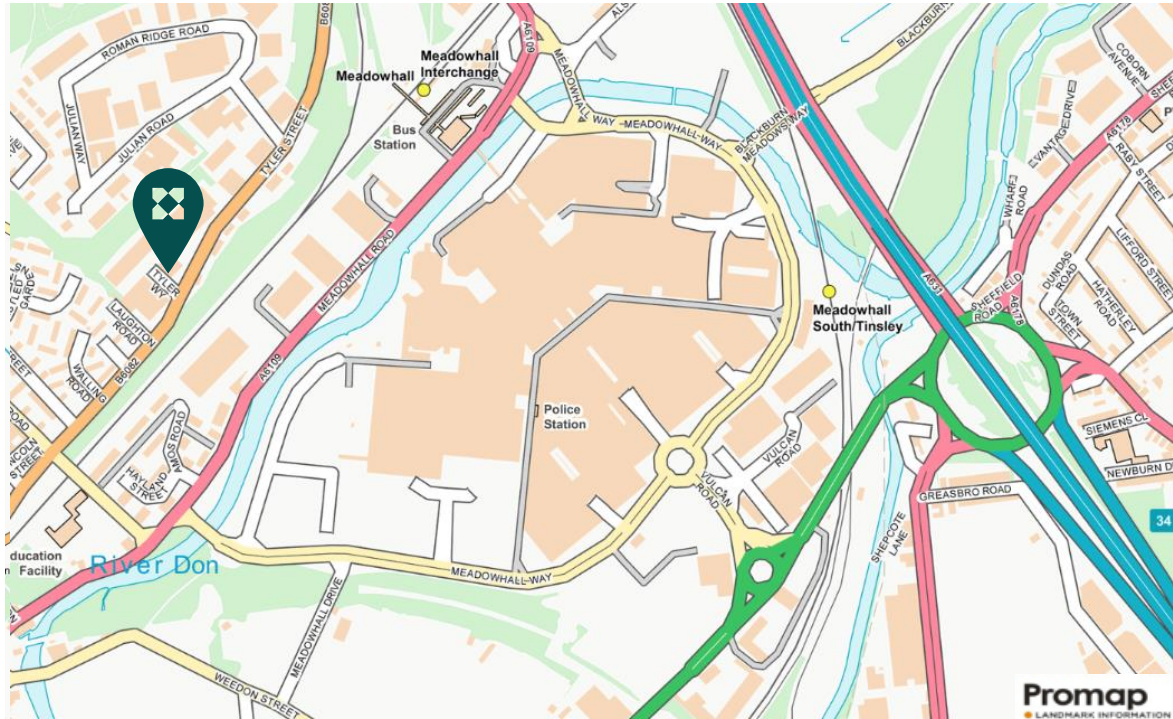 ROMAN RIDGE ROAD
JULIAN WAY
JULIAN ROAD
TYLER STREET
A6109
Meadowhall
Meadowhall
Interchange
Bus
Station
MEADOWHALL WAY
MEADOWHALL WAY
BLACKBURN
MEADOWS WAY
BLACKBURN
COBORN
AVENUE
A6178
VANTAGE DRIVE
RABY STREET
WHARF
ROAD
LIFFORD STREET
DUNDAS
ROAD
HATHERLEY
ROAD
TOWN
STREET
A631
SHEFFIELD
ROAD
A6178
Meadowhall
South/Tinsley
MEADOWHALL ROAD
TYLER
LAUGHTON
ROAD
B6082
WALLING
ROAD
A6109
AMOS ROAD
HAYLAND
STREET
Police
Station
VULCAN
ROAD
VULCAN
ROAD
SIEMENS CL
GREASBRO ROAD
34
SHEPCOTE
LANE
ducation
Facility
River Don
MEADOWHALL WAY
MEADOWHALL DRIVE
WEEDON STREET
Promap
LANDMARK INFORMATION